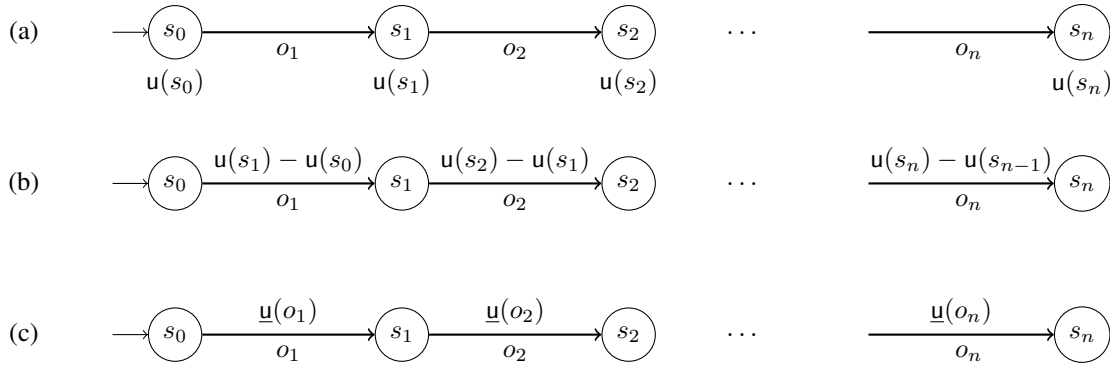 (a) s₀ s₁ s₂ ⋯ sₙ
o₁ o₂ oₙ
u(s₀) u(s₁) u(s₂) u(sₙ)
u(s₁) − u(s₀) u(s₂) − u(s₁) u(sₙ) − u(sₙ₋₁)
(b) s₀ s₁ s₂ ⋯ sₙ
o₁ o₂ oₙ
u̲(o₁) u̲(o₂) u̲(oₙ)
(c) s₀ s₁ s₂ ⋯ sₙ
o₁ o₂ oₙ